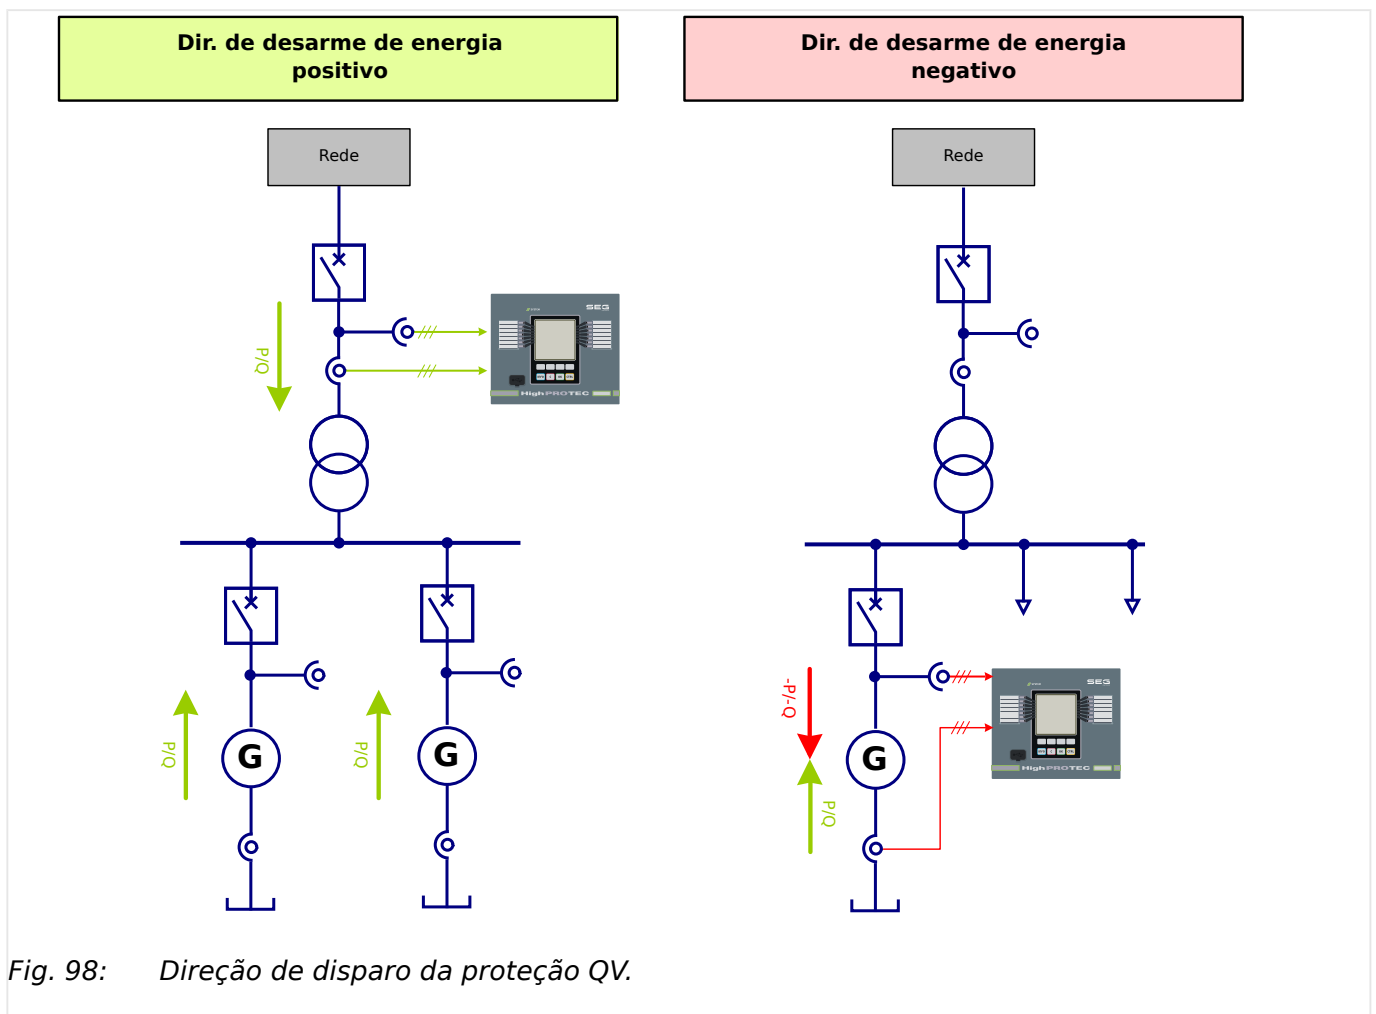 Dir. de desarme de energia
positivo
Dir. de desarme de energia
negativo
Rede
Rede
SEG
P/Q
HighPROTEC
SEG
-P/-Q
P/Q
P/Q
G
G
G
P/Q
HighPROTEC
Fig. 98: Direção de disparo da proteção QV.